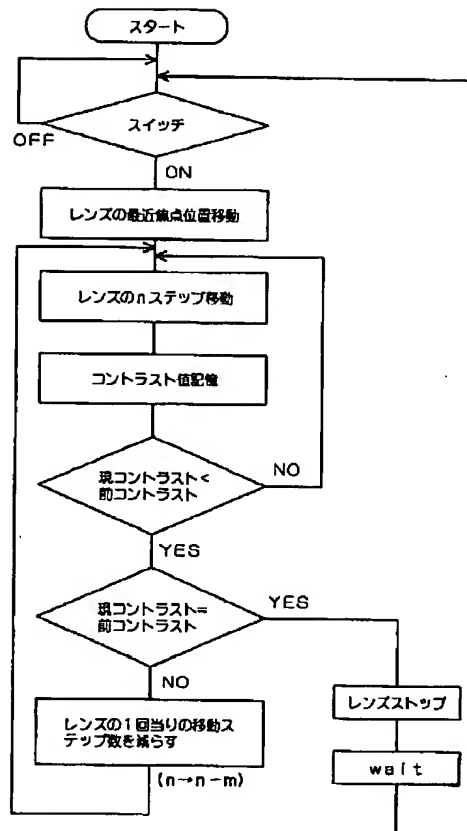 スタート
スイッチ
OFF
ON
レンズの最近焦点位置移動
レンズのnステップ移動
コントラスト値記憶
現コントラスト<
前コントラスト
NO
YES
現コントラスト=
前コントラスト
YES
NO
レンズの1回当りの移動ス
テップ数を減らす
(n→n-m)
レンズストップ
wait